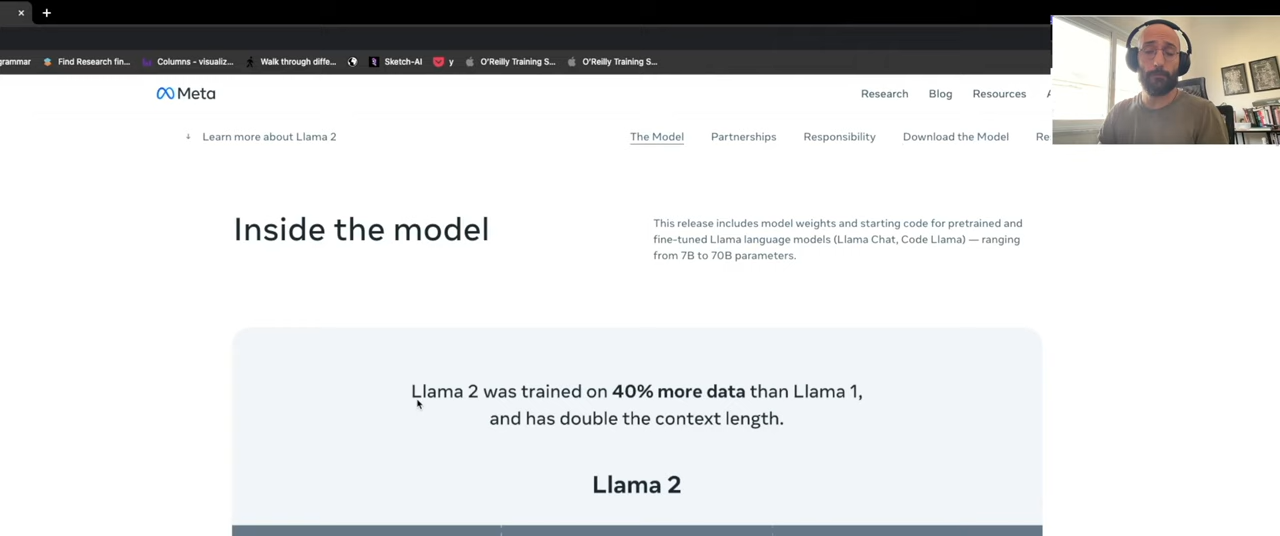 grammar Find Research fin... Columns - visualiz... Walk through diffe... Sketch-AI y O'Reilly Training S... O'Reilly Training S...
Meta
Research Blog Resources A
Learn more about Llama 2
The Model Partnerships Responsibility Download the Model Re
Inside the model
This release includes model weights and starting code for pretrained and
fine-tuned Llama language models (Llama Chat, Code Llama) — ranging
from 7B to 70B parameters.
Llama 2 was trained on 40% more data than Llama 1,
and has double the context length.
Llama 2